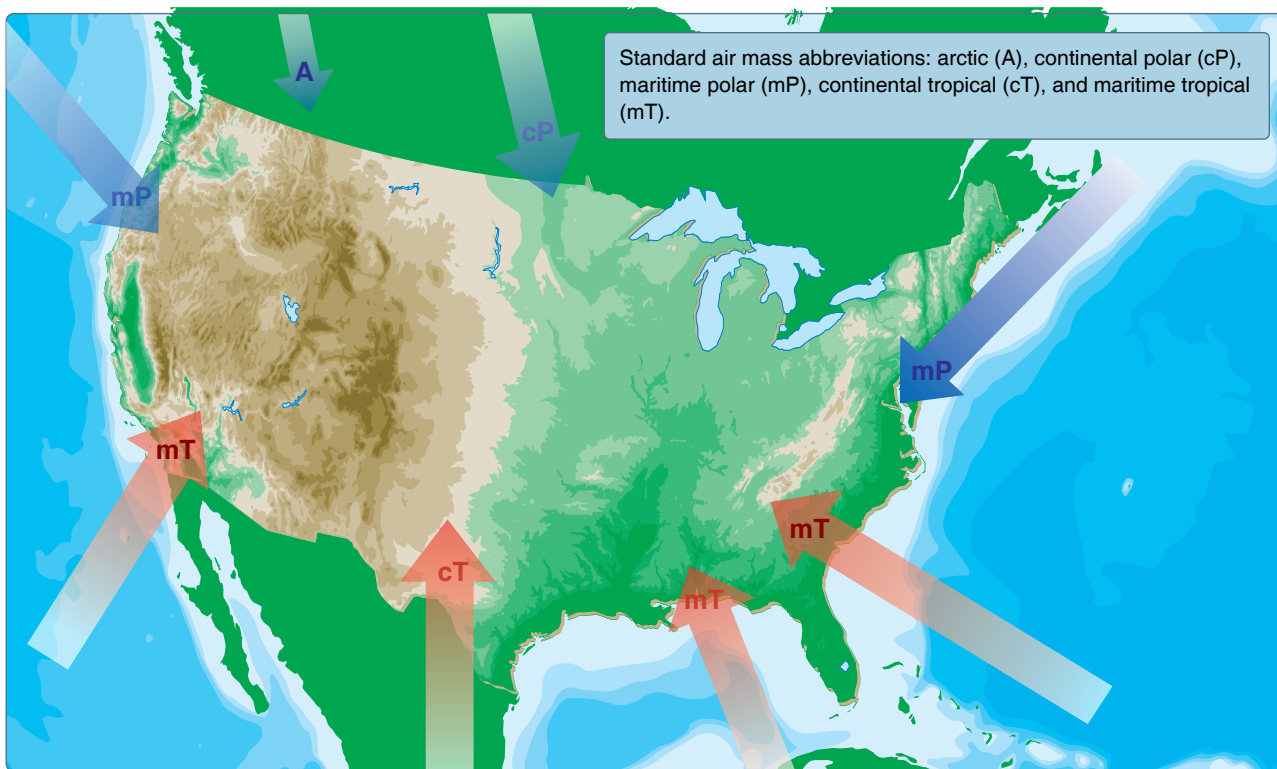 A
Standard air mass abbreviations: arctic (A), continental polar (cP),
maritime polar (mP), continental tropical (cT), and maritime tropical
(mT).
cP
mP
mP
mT
mT
cT
mT